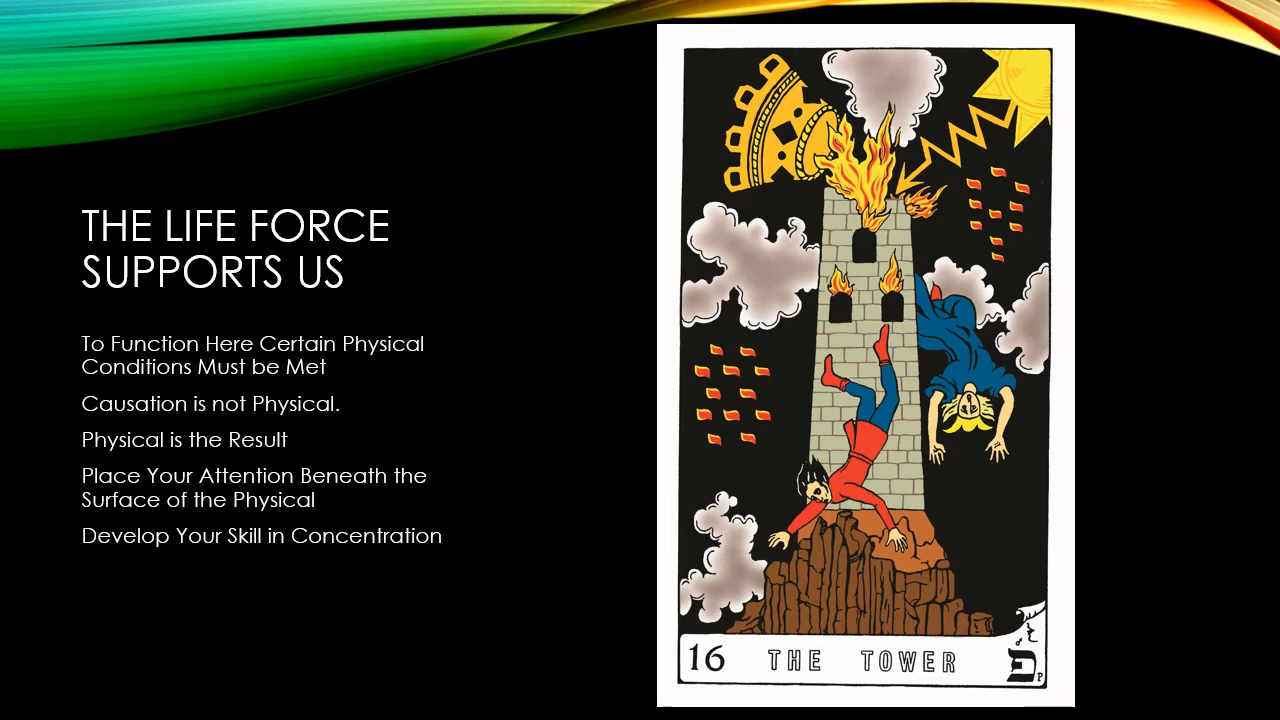 THE LIFE FORCE
SUPPORTS US
To Function Here Certain Physical
Conditions Must be Met
Causation is not Physical.
Physical is the Result
Place Your Attention Beneath the
Surface of the Physical
Develop Your Skill in Concentration
16 THE TOWER פ P